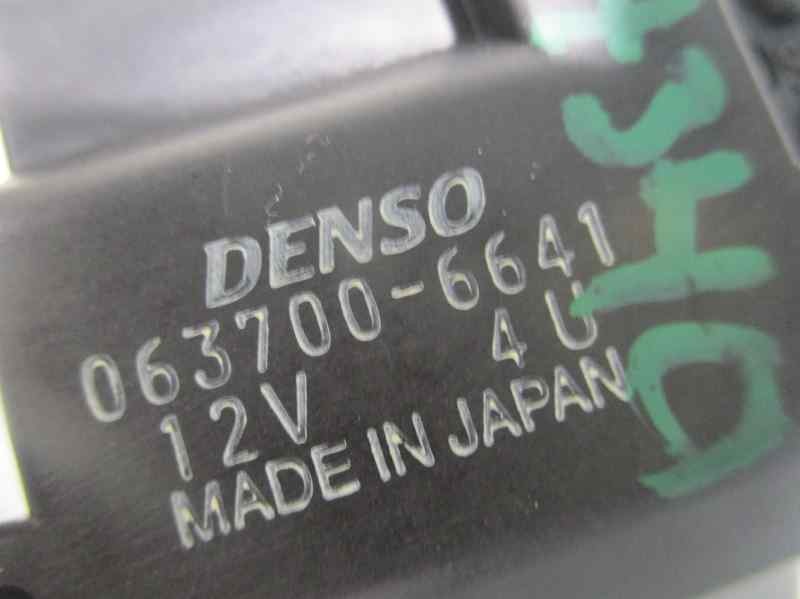 DENSO
063700-6641
12V 4U
MADE IN JAPAN